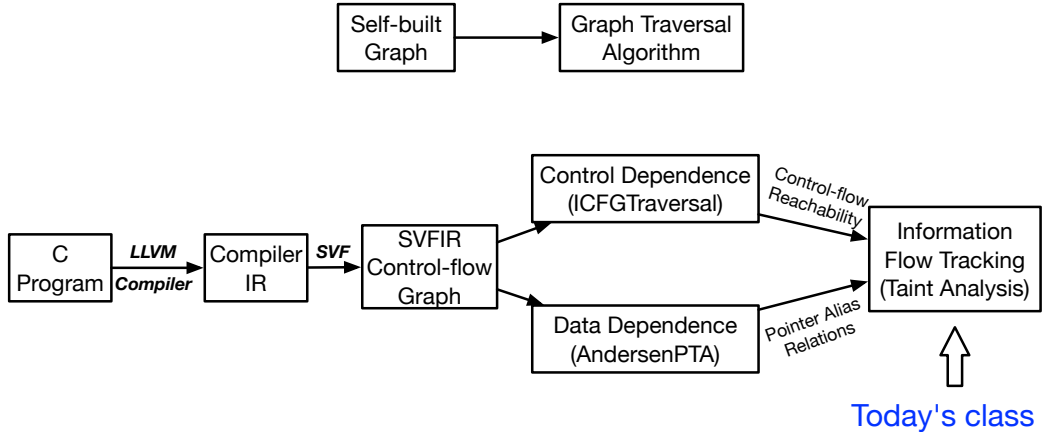 Self-built
Graph
Graph Traversal
Algorithm
Control Dependence
(ICFGTraversal)
Control-flow
Reachability
C
Program
LLVM
Compiler
Compiler
IR
SVF
SVFIR
Control-flow
Graph
Information
Flow Tracking
(Taint Analysis)
Data Dependence
(AndersenPTA)
Pointer Alias
Relations
Today's class